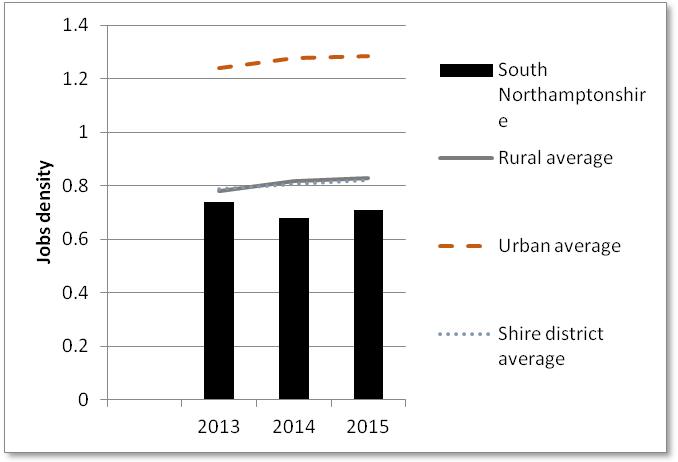 1.4
1.2
1
0.8
0.6
0.4
0.2
0
Jobs density
2013 2014 2015
South
Northamptonshir
e
Rural average
Urban average
Shire district
average